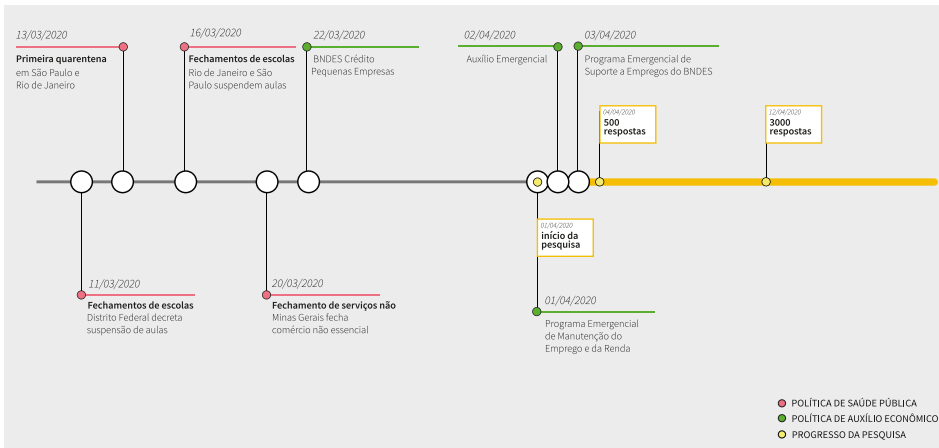 13/03/2020
Primeira quarentena
em São Paulo e
Rio de Janeiro
16/03/2020
Fechamentos de escolas
Rio de Janeiro e São
Paulo suspendem aulas
22/03/2020
BNDES Crédito
Pequenas Empresas
02/04/2020
Auxílio Emergencial
03/04/2020
Programa Emergencial de
Suporte a Empregos do BNDES
04/04/2020
500
respostas
12/04/2020
3000
respostas
01/04/2020
início da
pesquisa
11/03/2020
Fechamentos de escolas
Distrito Federal decreta
suspensão de aulas
20/03/2020
Fechamento de serviços não
Minas Gerais fecha
comércio não essencial
01/04/2020
Programa Emergencial
de Manutenção do
Emprego e da Renda
POLÍTICA DE SAÚDE PÚBLICA
POLÍTICA DE AUXÍLIO ECONÔMICO
PROGRESSO DA PESQUISA